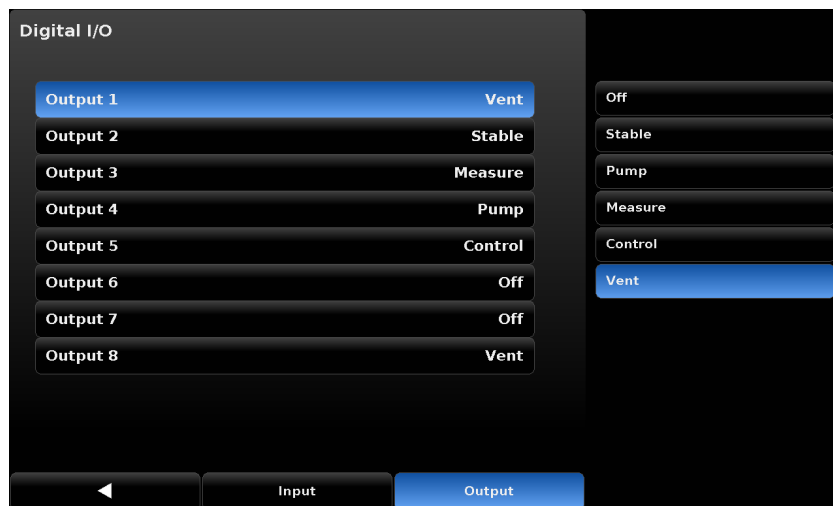 Digital I/O
Output 1 Vent
Output 2 Stable
Output 3 Measure
Output 4 Pump
Output 5 Control
Output 6 Off
Output 7 Off
Output 8 Vent
Off
Stable
Pump
Measure
Control
Vent
Input Output